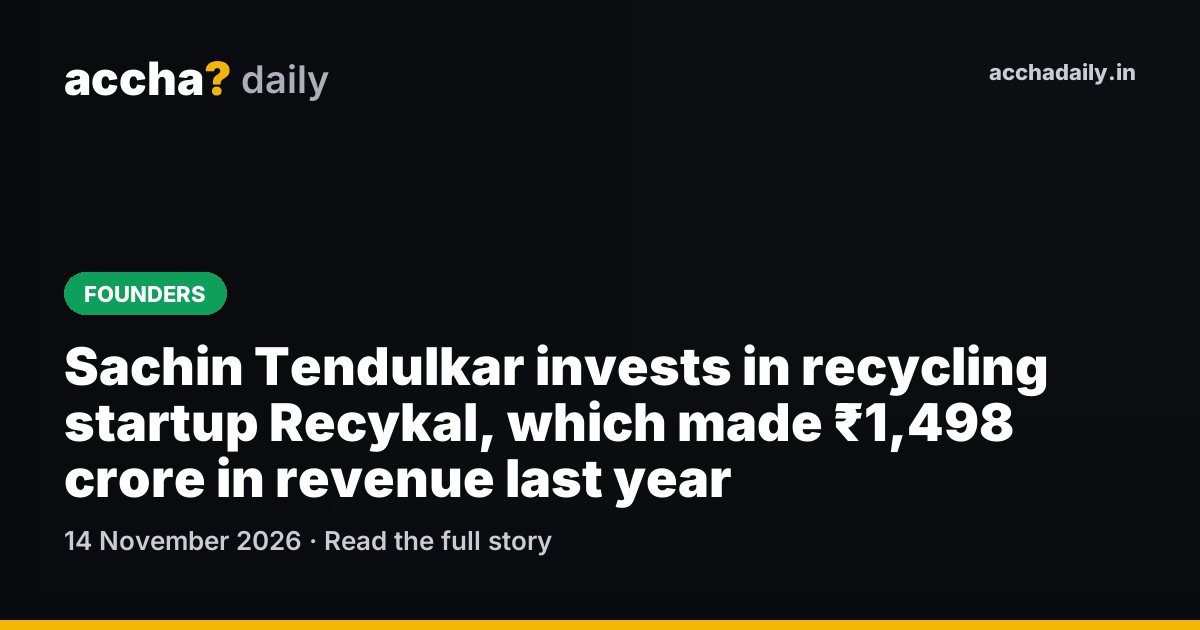 accha? daily
acchadaily.in
FOUNDERS
Sachin Tendulkar invests in recycling
startup Recykal, which made ₹1,498
crore in revenue last year
14 November 2026 · Read the full story